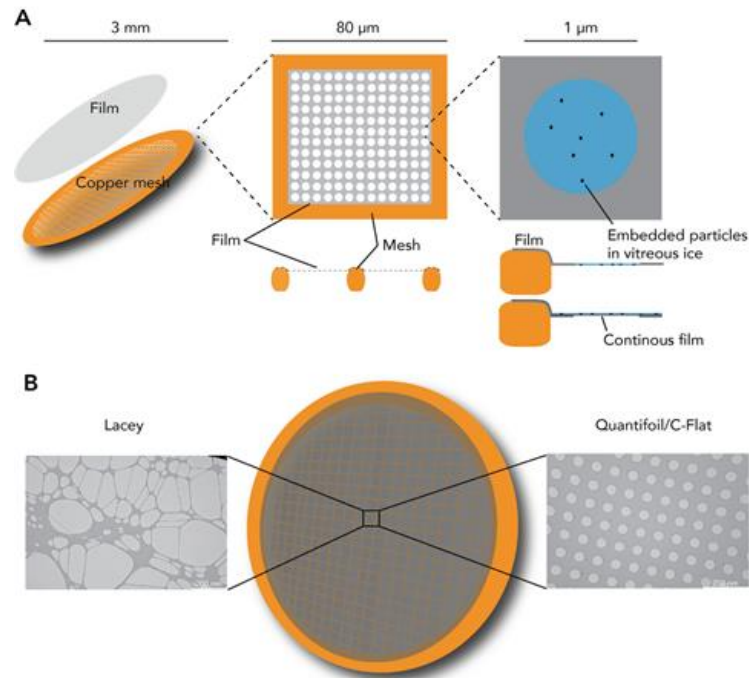 A
3 mm
80 μm
1 μm
Film
Copper mesh
Film
Mesh
Film
Embedded particles
in vitreous ice
Continous film
B
Lacey
Quantifoil/C-Flat